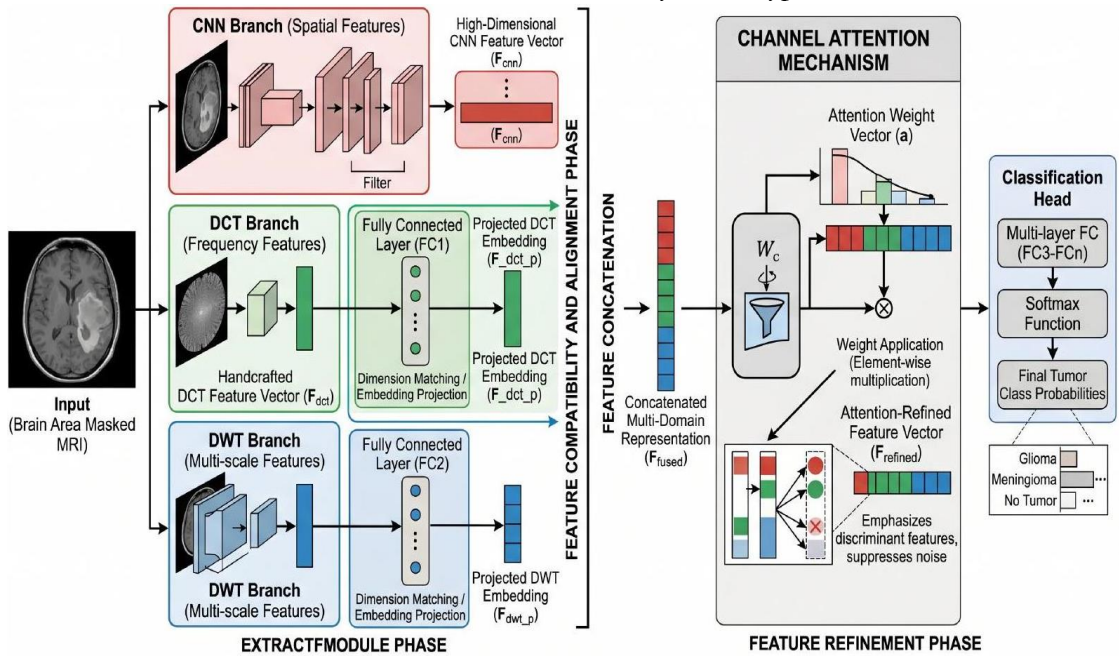 CNN Branch (Spatial Features)
High-Dimensional
CNN Feature Vector
(Fcnn)
(Fcnn)
Filter
DCT Branch
(Frequency Features)
Handcrafted
DCT Feature Vector (Fdct)
Fully Connected
Layer (FC1)
Dimension Matching /
Embedding Projection
Projected DCT
Embedding
(F_dct_p)
Projected DCT
Embedding
(F_dct_p)
Input
(Brain Area Masked
MRI)
DWT Branch
(Multi-scale Features)
DWT Branch
(Multi-scale Features)
Fully Connected
Layer (FC2)
Dimension Matching /
Embedding Projection
Projected DWT
Embedding
(Fdwt_p)
EXTRACTFMODULE PHASE
FEATURE COMPATIBILITY AND ALIGNMENT PHASE
FEATURE CONCATENATION
Concatenated
Multi-Domain
Representation
(Ffused)
CHANNEL ATTENTION
MECHANISM
Attention Weight
Vector (a)
Wc
Weight Application
(Element-wise
multiplication)
Attention-Refined
Feature Vector
(Frefined)
Emphasizes
discriminant features,
suppresses noise
FEATURE REFINEMENT PHASE
Classification
Head
Multi-layer FC
(FC3-FCn)
Softmax
Function
Final Tumor
Class Probabilities
Glioma
Meningioma
No Tumor